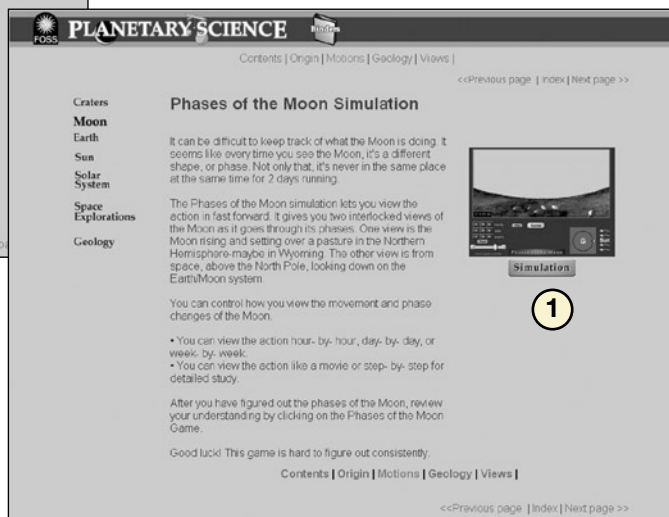 FOSS
PLANETARY SCIENCE
Contents | Origin | Motions | Geology | Views |
<<Previous page | Index | Next page >>
Craters
Moon
Earth
Sun
Solar
System
Space
Explorations
Geology
Phases of the Moon Simulation
It can be difficult to keep track of what the Moon is doing. It
seems like every time you see the Moon, it's a different
shape, or phase. Not only that, it's never in the same place
at the same time for 2 days running.
The Phases of the Moon simulation lets you view the
action in fast forward. It gives you two interlocked views of
the Moon as it goes through its phases. One view is the
Moon rising and setting over a pasture in the Northern
Hemisphere-maybe in Wyoming. The other view is from
space, above the North Pole, looking down on the
Earth/Moon system.
You can control how you view the movement and phase
changes of the Moon.
• You can view the action hour- by- hour, day- by- day, or
week- by- week.
• You can view the action like a movie or step- by- step for
detailed study.
After you have figured out the phases of the Moon, review
your understanding by clicking on the Phases of the Moon
Game.
Good luck! This game is hard to figure out consistently.
Simulation
1
Contents | Origin | Motions | Geology | Views |
<<Previous page | Index | Next page >>